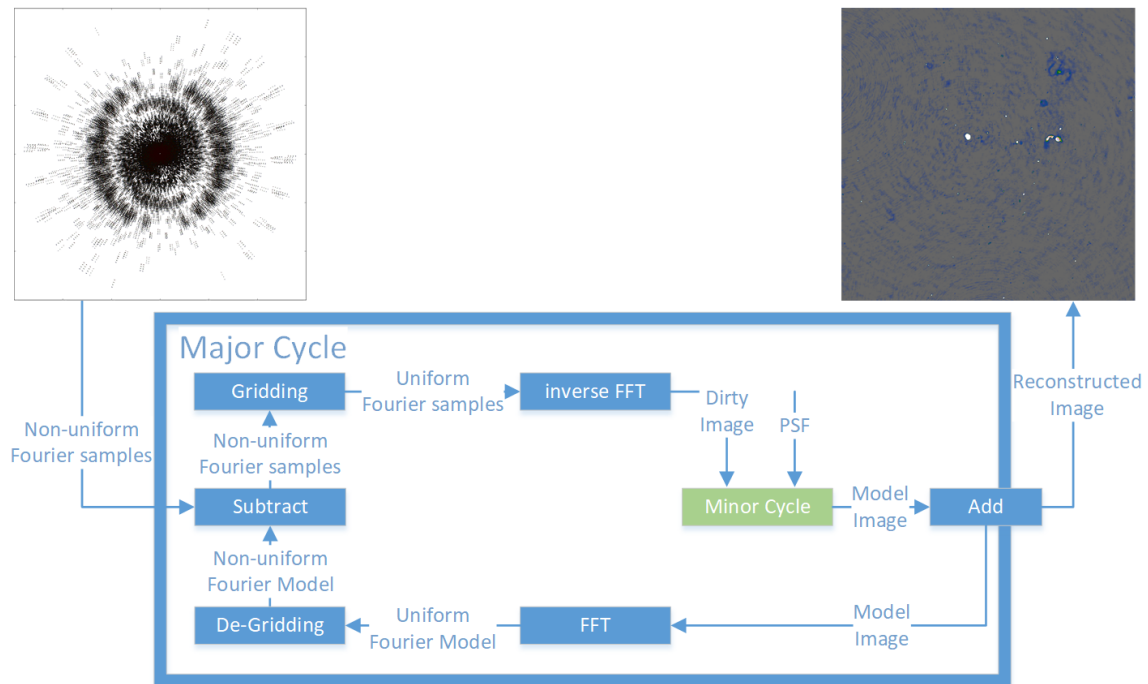 Major Cycle
Gridding
Uniform
Fourier samples
inverse FFT
Dirty
Image
PSF
Reconstructed
Image
Non-uniform
Fourier samples
Non-uniform
Fourier samples
Subtract
Minor Cycle
Model
Image
Add
Non-uniform
Fourier Model
De-Gridding
Uniform
Fourier Model
FFT
Model
Image